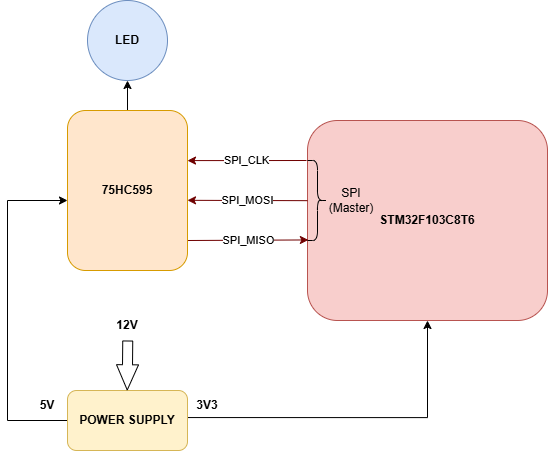 LED
75HC595
SPI_CLK
SPI_MOSI
SPI_MISO
SPI
(Master)
STM32F103C8T6
12V
5V
POWER SUPPLY
3V3